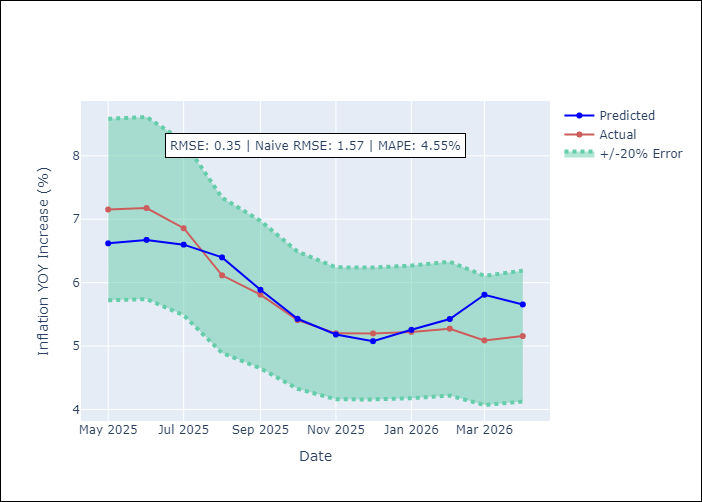 Predicted
Actual
+/-20% Error
RMSE: 0.35 | Naive RMSE: 1.57 | MAPE: 4.55%
Inflation YOY Increase (%)
8
7
6
5
4
May 2025
Jul 2025
Sep 2025
Nov 2025
Jan 2026
Mar 2026
Date